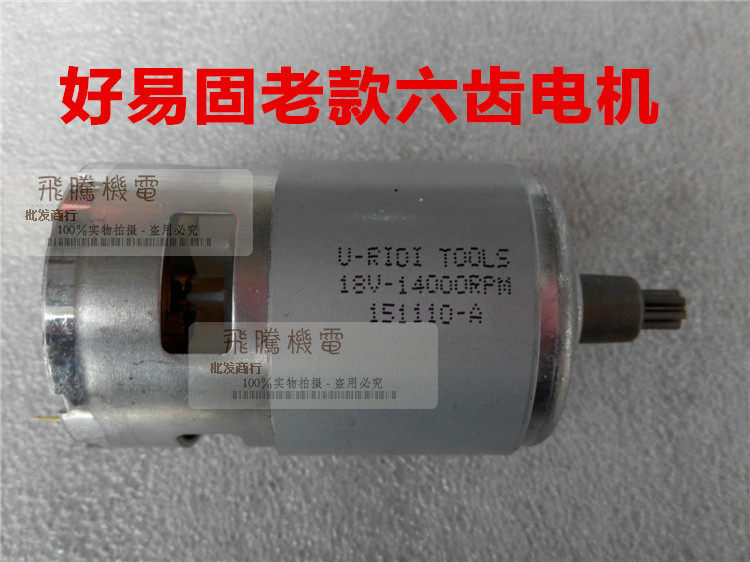 好易固老款六齿电机
飛騰機電
批发商行
100%实物拍摄-盗用必究
U-RIDI TOOLS
18V-14000RPM
151110-A
飛騰機電
批发商行
100%实物拍摄-盗用必究